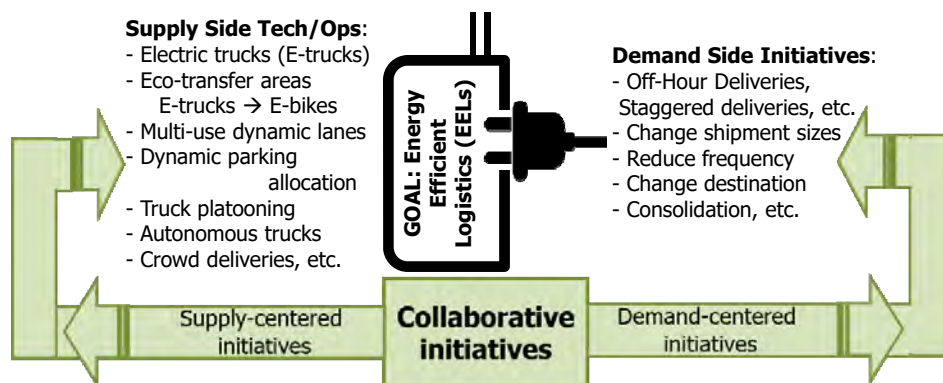 Supply Side Tech/Ops:
- Electric trucks (E-trucks)
- Eco-transfer areas
E-trucks → E-bikes
- Multi-use dynamic lanes
- Dynamic parking
allocation
- Truck platooning
- Autonomous trucks
- Crowd deliveries, etc.
GOAL: Energy
Efficient
Logistics (EELs)
Demand Side Initiatives:
- Off-Hour Deliveries,
Staggered deliveries, etc.
- Change shipment sizes
- Reduce frequency
- Change destination
- Consolidation, etc.
Supply-centered
initiatives
Collaborative
initiatives
Demand-centered
initiatives